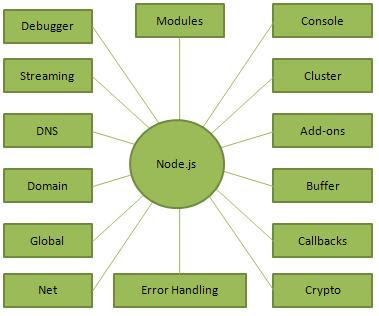 Debugger
Modules
Console
Streaming
Cluster
DNS
Add-ons
Node.js
Domain
Buffer
Global
Callbacks
Net
Error Handling
Crypto